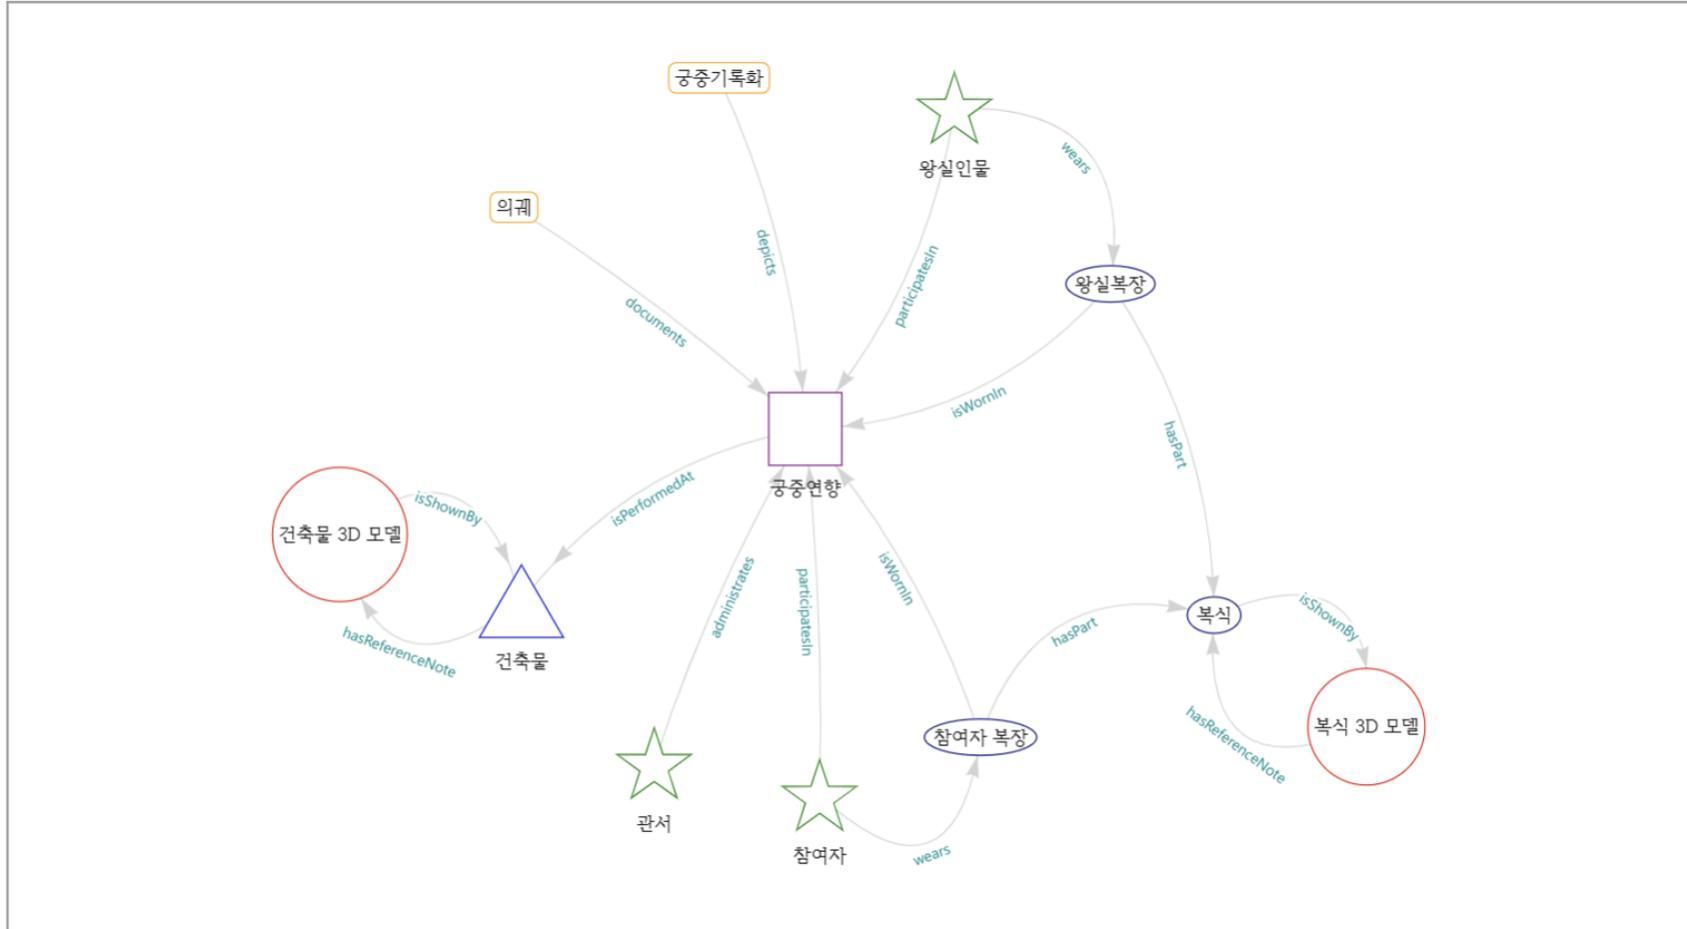 궁중기록화
왕실인물
wears
의궤
depicts
participatesIn
documents
왕실복장
isWornIn
hasPart
궁중연향
isPerformedAt
isShownBy
건축물 3D 모델
hasReferenceNote
건축물
administrates
participatesIn
isWornIn
hasPart
복식
isShownBy
복식 3D 모델
hasReferenceNote
참여자 복장
관서
참여자
wears